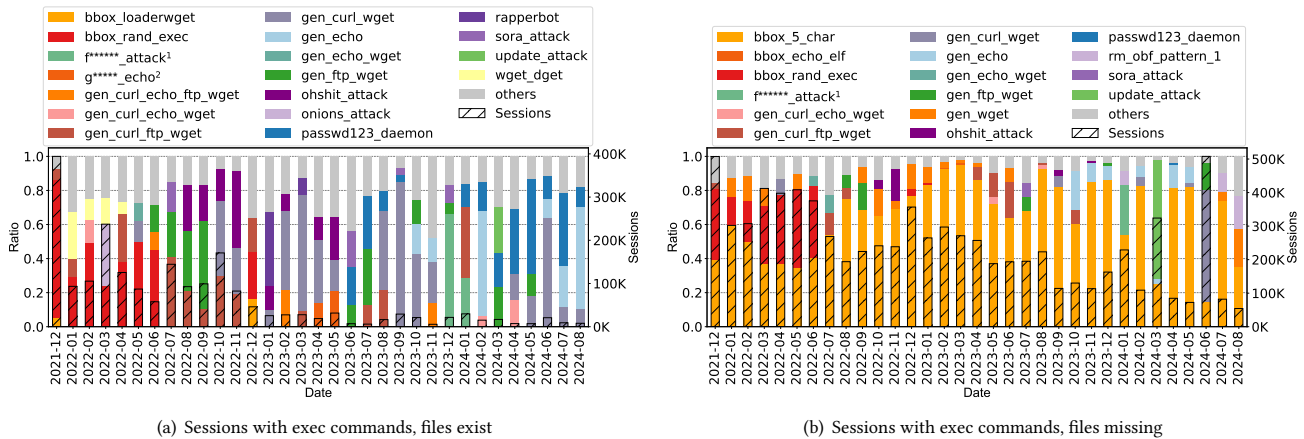 bbox_loaderwget gen_curl_wget rapperbot
bbox_rand_exec gen_echo sora_attack
f******_attack¹ gen_echo_wget update_attack
g*****_echo² gen_ftp_wget wget_dget
gen_curl_echo_ftp_wget ohshit_attack others
gen_curl_echo_wget onions_attack Sessions
gen_curl_ftp_wget passwd123_daemon
Ratio
1.0
0.8
0.6
0.4
0.2
0.0
400K
300K
200K
100K
0K
Sessions
2021-12
2022-01
2022-02
2022-03
2022-04
2022-05
2022-06
2022-07
2022-08
2022-09
2022-10
2022-11
2022-12
2023-01
2023-02
2023-03
2023-04
2023-05
2023-06
2023-07
2023-08
2023-09
2023-10
2023-11
2023-12
2024-01
2024-02
2024-03
2024-04
2024-05
2024-06
2024-07
2024-08
Date
(a) Sessions with exec commands, files exist
bbox_5_char gen_curl_wget passwd123_daemon
bbox_echo_elf gen_echo rm_obf_pattern_1
bbox_rand_exec gen_echo_wget sora_attack
f******_attack¹ gen_ftp_wget update_attack
gen_curl_echo_wget gen_wget others
gen_curl_ftp_wget ohshit_attack Sessions
Ratio
1.0
0.8
0.6
0.4
0.2
0.0
500K
400K
300K
200K
100K
0K
Sessions
2021-12
2022-01
2022-02
2022-03
2022-04
2022-05
2022-06
2022-07
2022-08
2022-09
2022-10
2022-11
2022-12
2023-01
2023-02
2023-03
2023-04
2023-05
2023-06
2023-07
2023-08
2023-09
2023-10
2023-11
2023-12
2024-01
2024-02
2024-03
2024-04
2024-05
2024-06
2024-07
2024-08
Date
(b) Sessions with exec commands, files missing